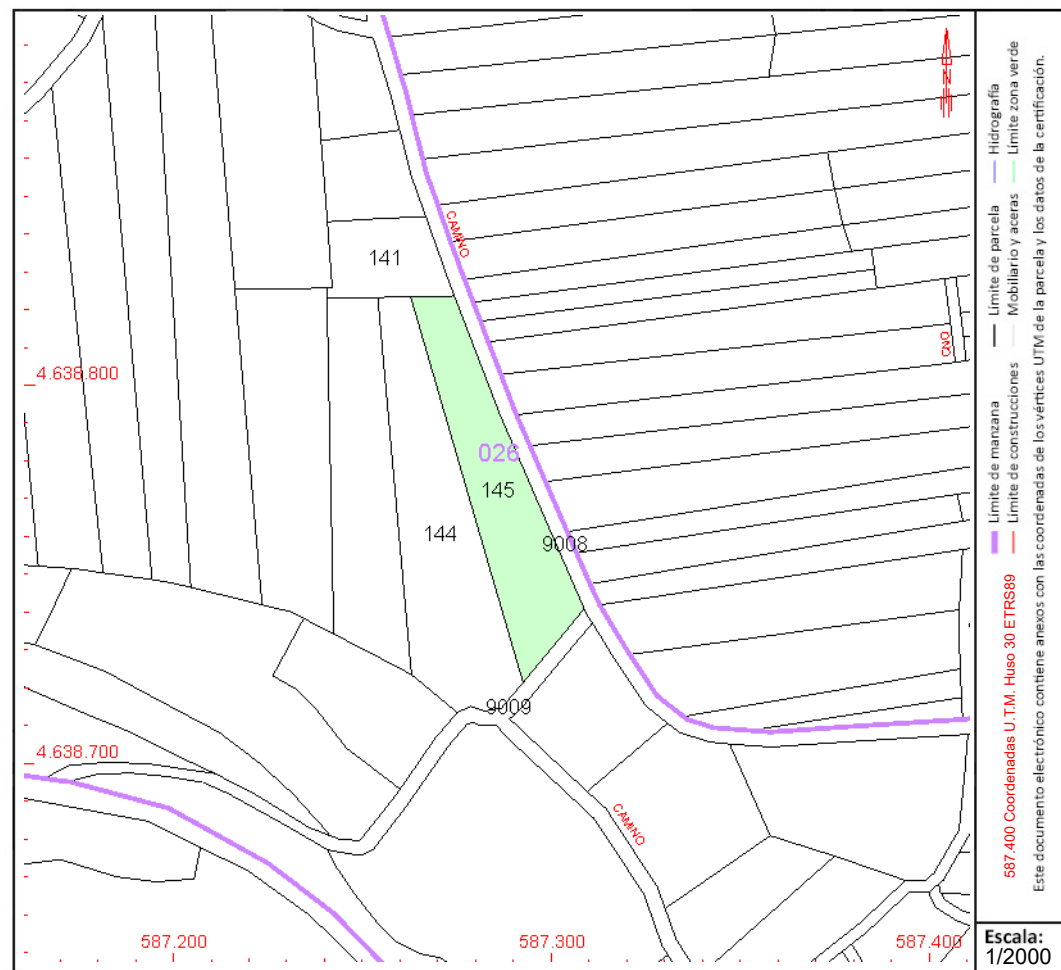 CAMINO
141
4.638.800
CNO
026
145
144
9008
9009
4.638.700
CAMINO
587.200
587.300
587.400
587.400 Coordenadas U.T.M. Huso 30 ETRS89
Límite de manzana
Límite de parcela
Hidrografía
Límite de construcciones
Mobiliario y aceras
Límite zona verde
Este documento electrónico contiene anexos con las coordenadas de los vértices UTM de la parcela y los datos de la certificación.
N
Escala:
1/2000